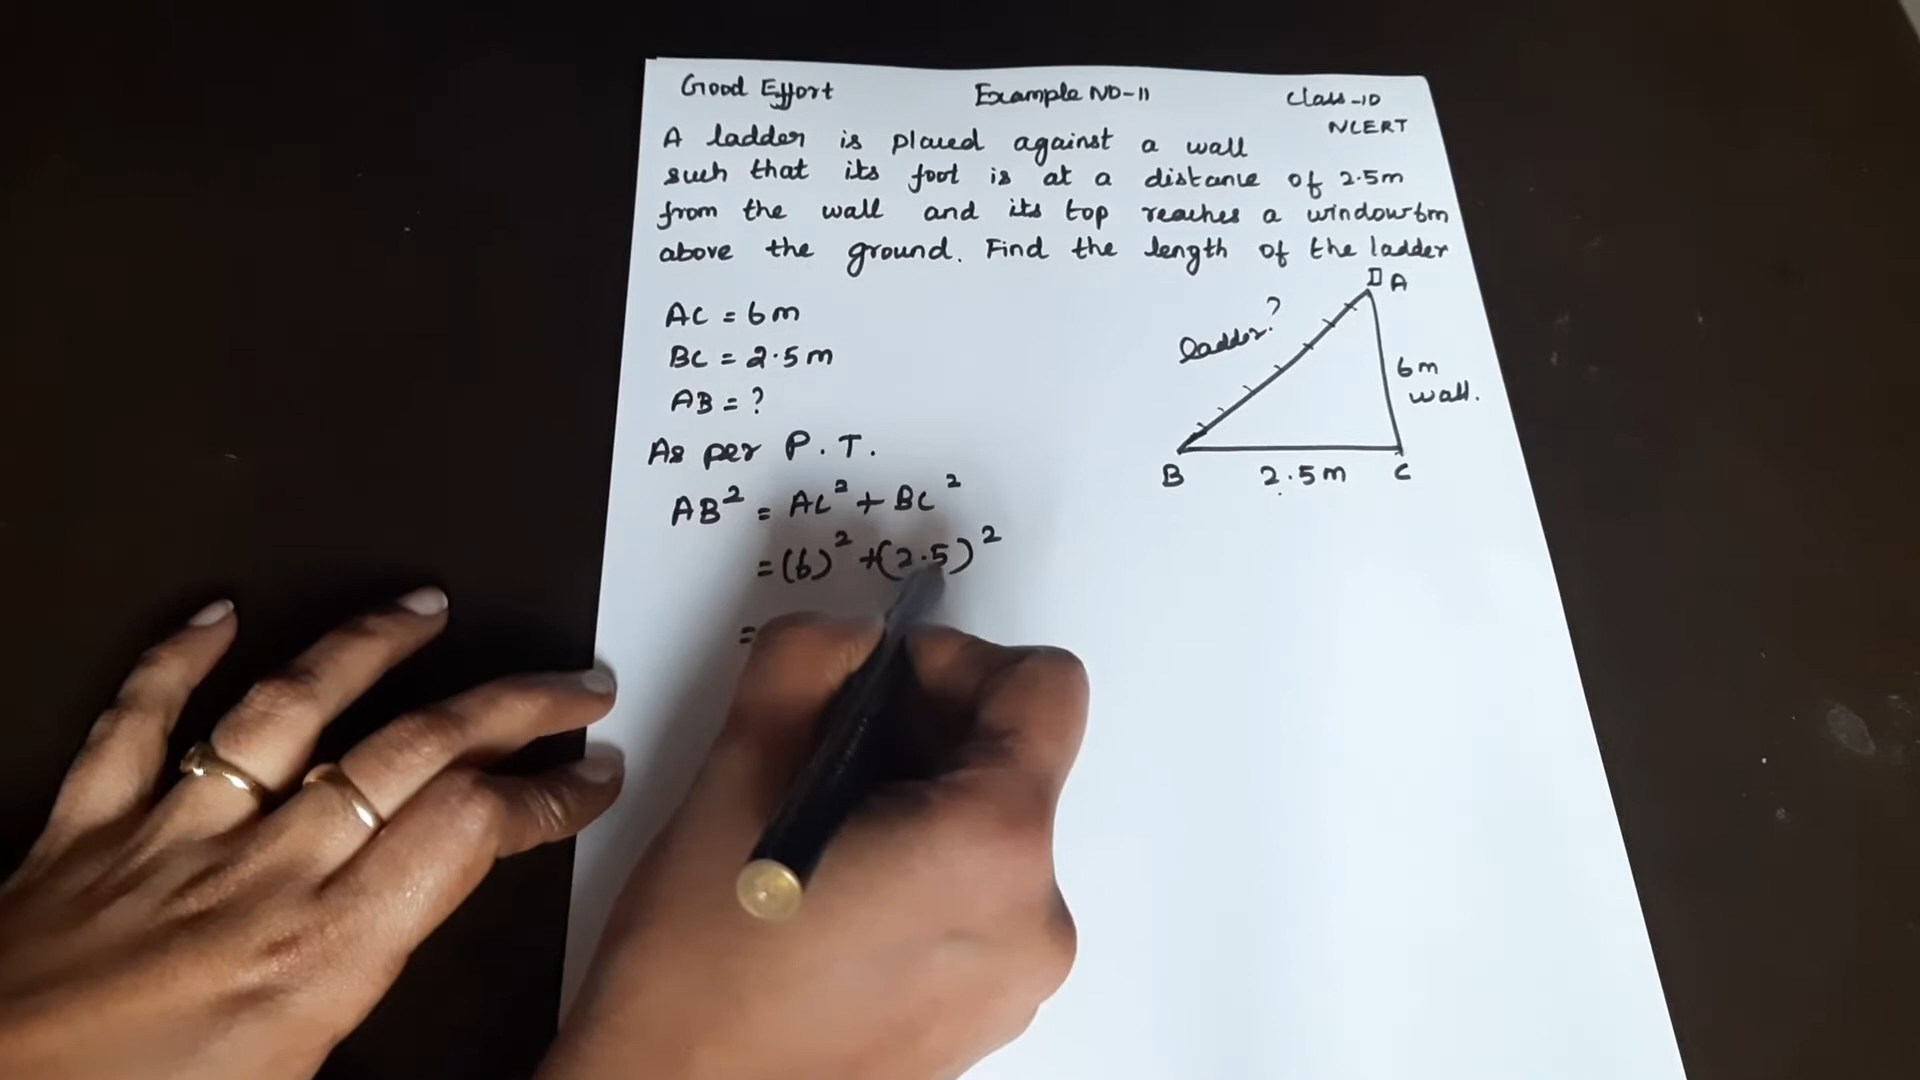 Good Effort Example NO-11 Class-10
NCERT
A ladder is placed against a wall
such that its foot is at a distance of 2.5m
from the wall and its top reaches a window 6m
above the ground. Find the length of the ladder
AC = 6m
BC = 2.5m
AB = ?
As per P.T.
AB² = AC² + BC²
= (6)² + (2.5)²
=
A
ladder?
6m
wall.
B 2.5m C